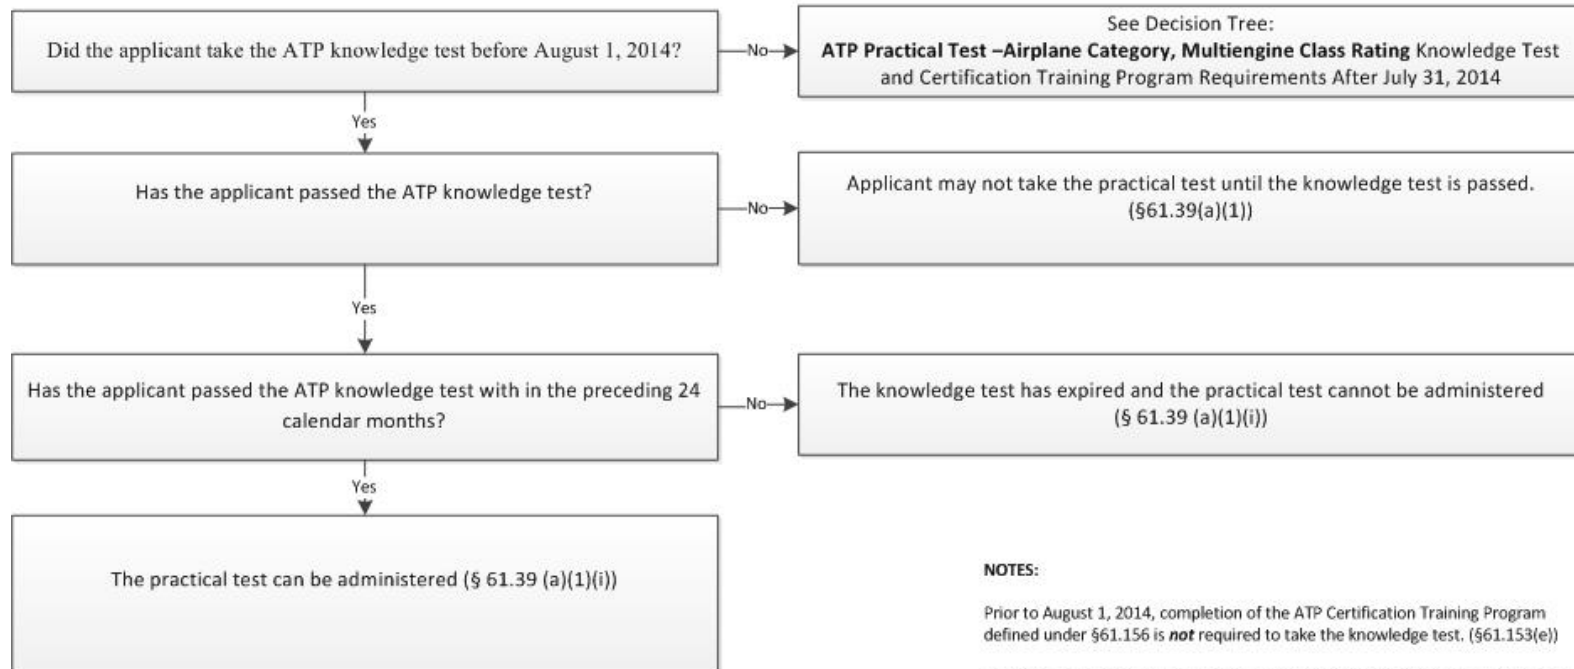 Did the applicant take the ATP knowledge test before August 1, 2014?
No
See Decision Tree:
ATP Practical Test –Airplane Category, Multiengine Class Rating Knowledge Test
and Certification Training Program Requirements After July 31, 2014
Yes
Has the applicant passed the ATP knowledge test?
No
Applicant may not take the practical test until the knowledge test is passed.
(§61.39(a)(1))
Yes
Has the applicant passed the ATP knowledge test with in the preceding 24
calendar months?
No
The knowledge test has expired and the practical test cannot be administered
(§ 61.39 (a)(1)(i))
Yes
The practical test can be administered (§ 61.39 (a)(1)(i))
NOTES:
Prior to August 1, 2014, completion of the ATP Certification Training Program
defined under §61.156 is not required to take the knowledge test. (§61.153(e))